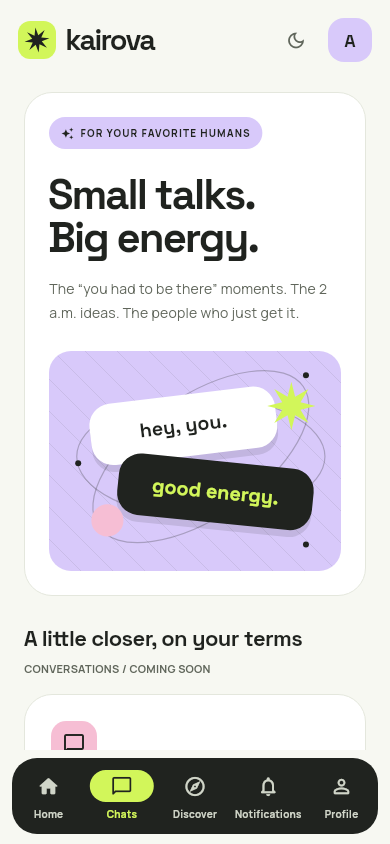 kairova
A
FOR YOUR FAVORITE HUMANS
Small talks.
Big energy.
The “you had to be there” moments. The 2
a.m. ideas. The people who just get it.
hey, you.
good energy.
A little closer, on your terms
CONVERSATIONS / COMING SOON
Home
Chats
Discover
Notifications
Profile